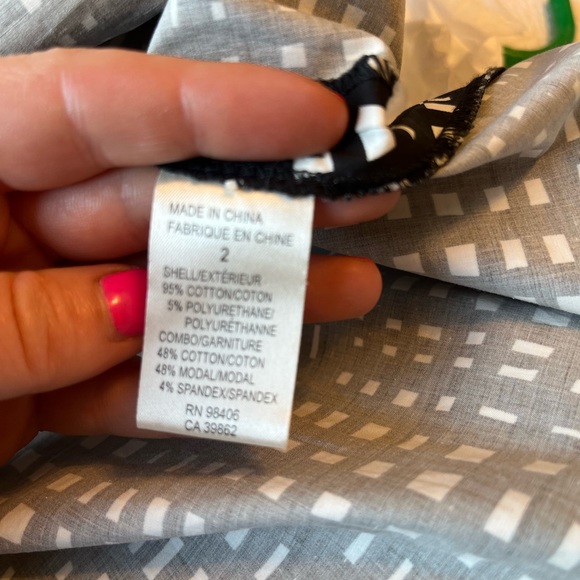 MADE IN CHINA
FABRIQUE EN CHINE
2
SHELL/EXTÉRIEUR
95% COTTON/COTON
5% POLYURETHANE/
POLYURÉTHANNE
COMBO/GARNITURE
48% COTTON/COTON
48% MODAL/MODAL
4% SPANDEX/SPANDEX
RN 98406
CA 39862